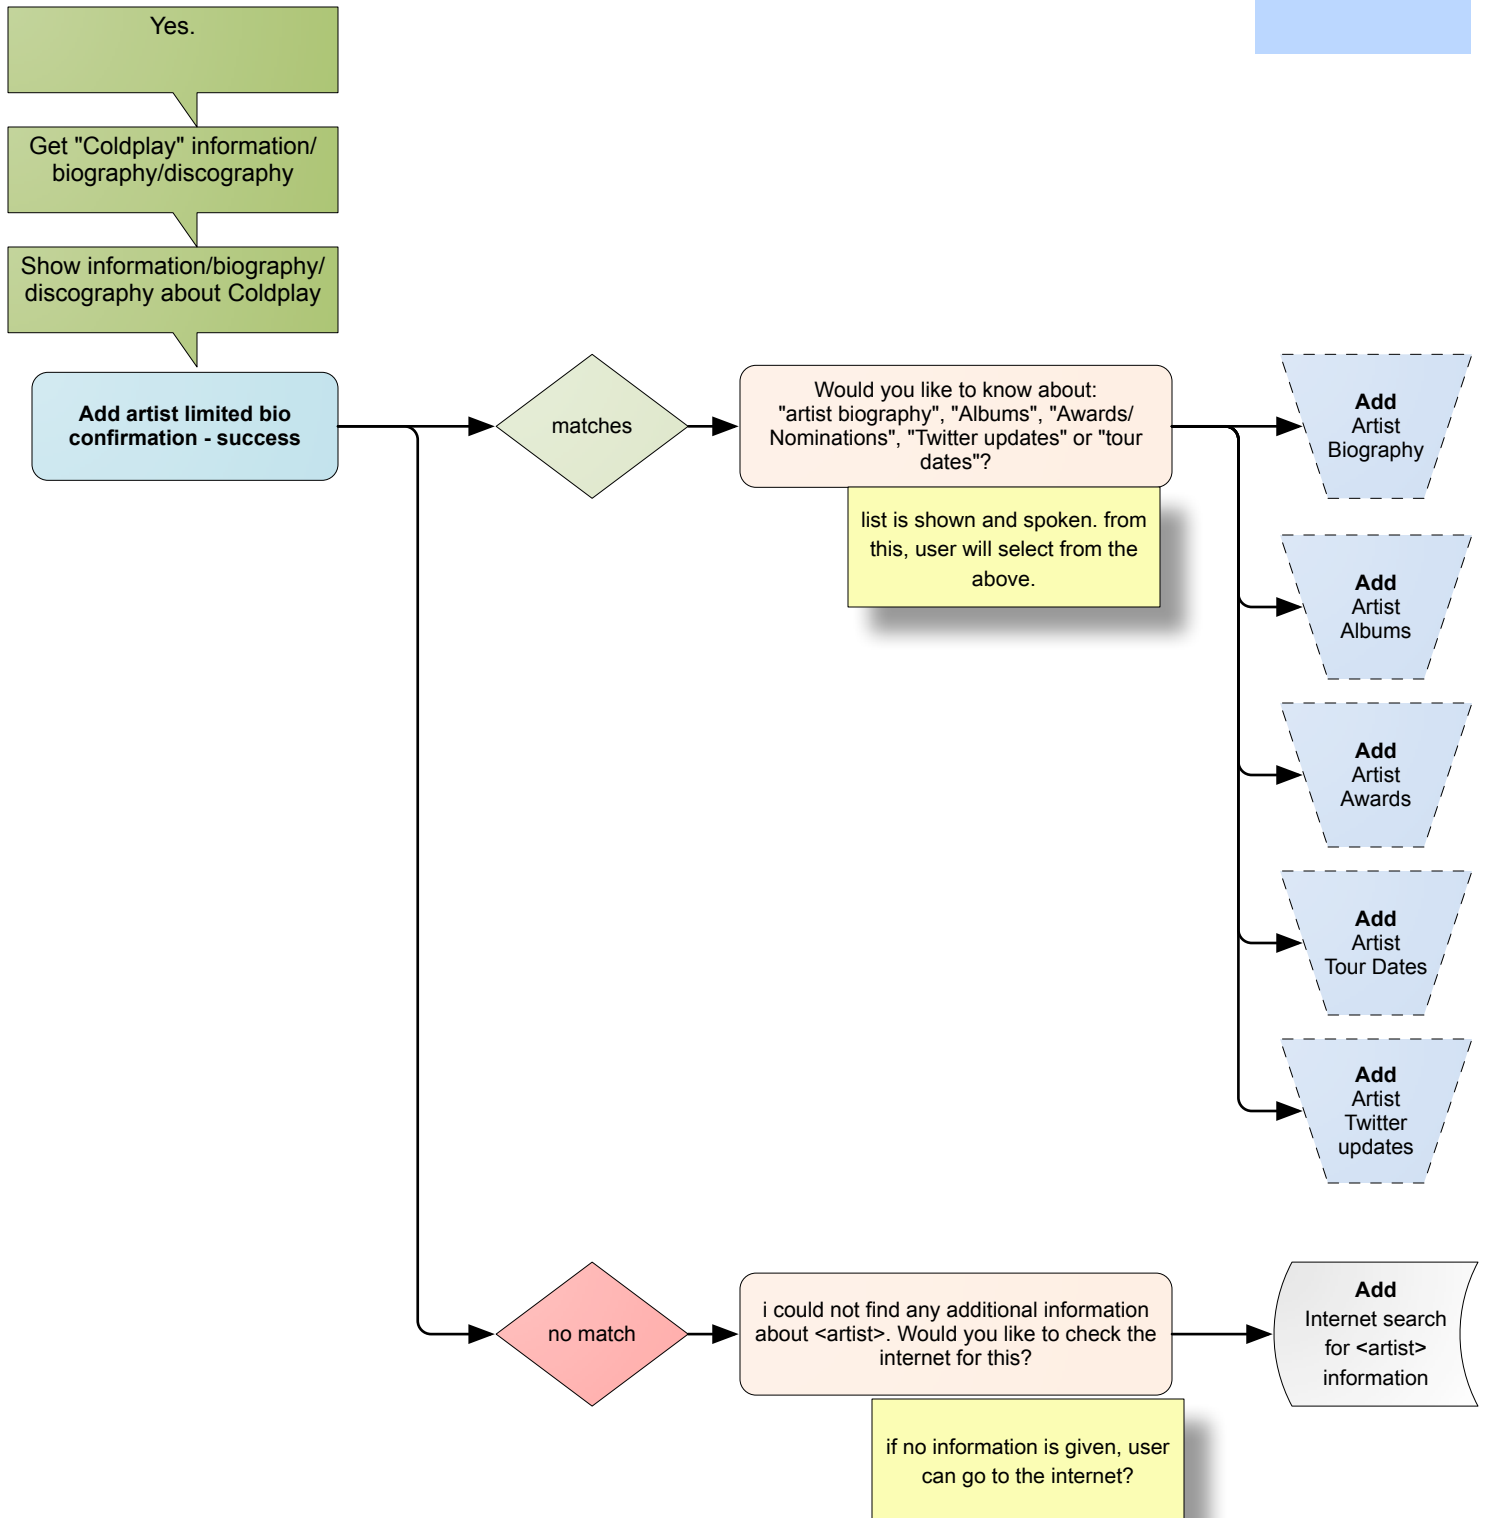 Yes.
Get "Coldplay" information/
biography/discography
Show information/biography/
discography about Coldplay
Add artist limited bio
confirmation - success
matches
Would you like to know about:
"artist biography", "Albums", "Awards/
Nominations", "Twitter updates" or "tour
dates"?
list is shown and spoken. from
this, user will select from the
above.
Add
Artist
Biography
Add
Artist
Albums
Add
Artist
Awards
Add
Artist
Tour Dates
Add
Artist
Twitter
updates
no match
i could not find any additional information
about <artist>. Would you like to check the
internet for this?
if no information is given, user
can go to the internet?
Add
Internet search
for <artist>
information